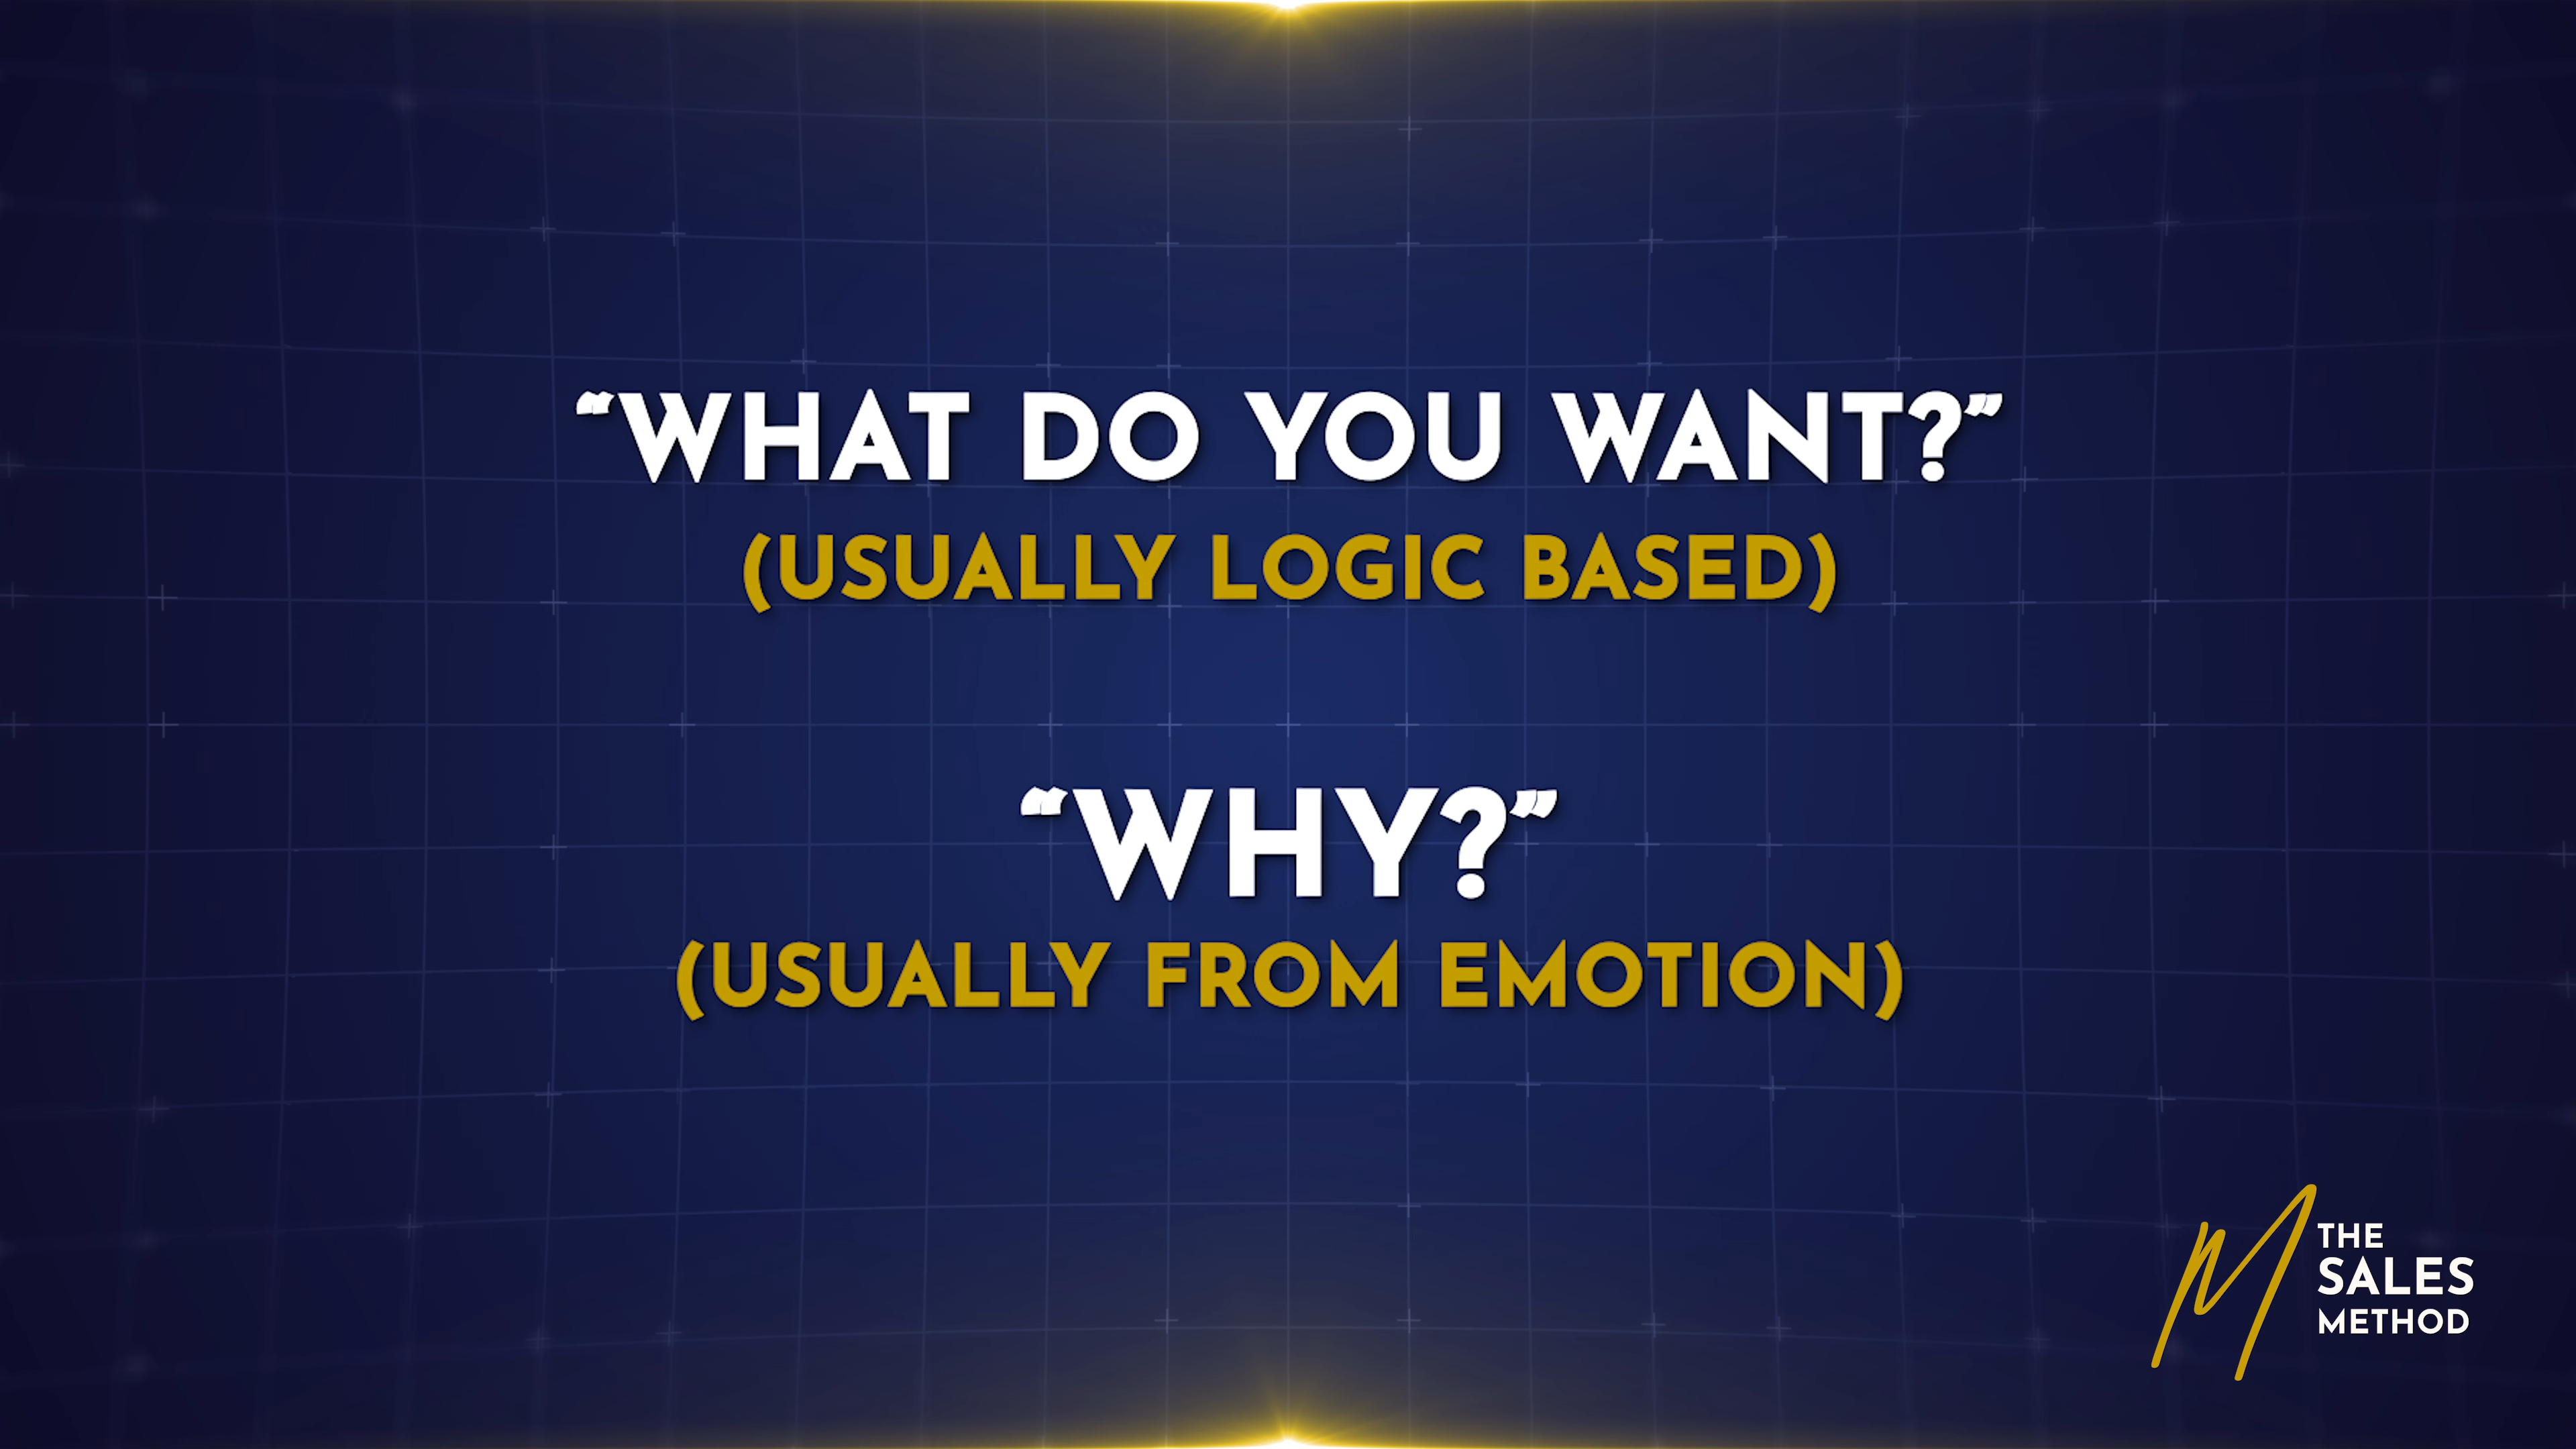 “WHAT DO YOU WANT?”
(USUALLY LOGIC BASED)
“WHY?”
(USUALLY FROM EMOTION)
THE
SALES
METHOD